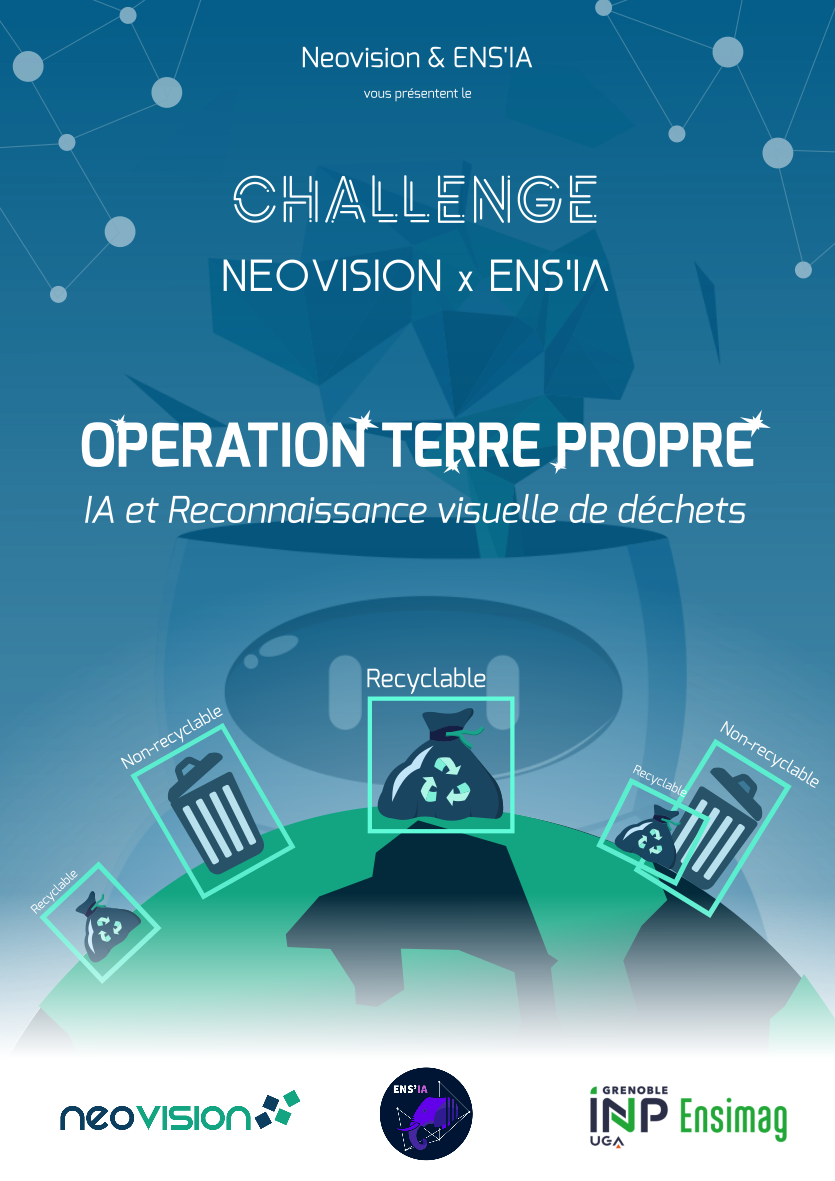 Neovision & ENS'IA
vous présentent le
CHALLENGE
NEOVISION x ENS'IA
OPERATION TERRE PROPRE
IA et Reconnaissance visuelle de déchets
Recyclable
Non-recyclable
Non-recyclable
Recyclable
Recyclable
neovision
ENS'IA
GRENOBLE
INP Ensimag
UGA